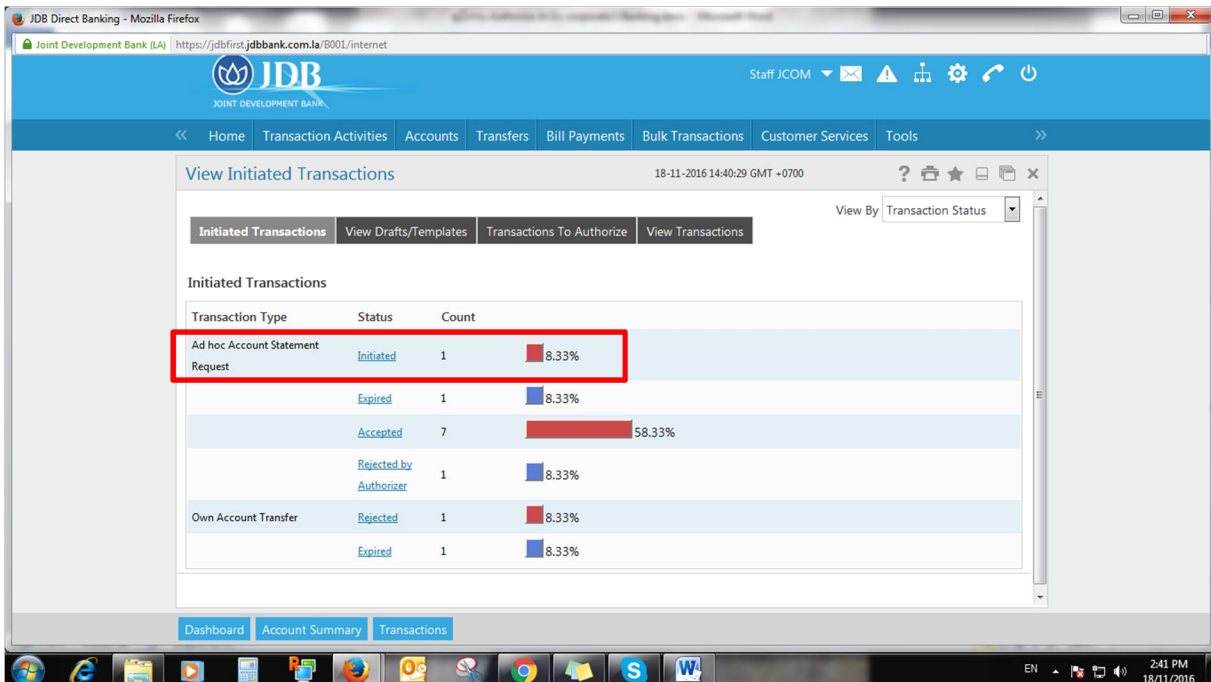 JDB Direct Banking - Mozilla Firefox
Joint Development Bank (LA) https://jdbfirst.jdbbank.com.la/B001/internet
JDB
JOINT DEVELOPMENT BANK
Staff JCOM
Home Transaction Activities Accounts Transfers Bill Payments Bulk Transactions Customer Services Tools
View Initiated Transactions 18-11-2016 14:40:29 GMT +0700
View By Transaction Status
Initiated Transactions View Drafts/Templates Transactions To Authorize View Transactions
Initiated Transactions
Transaction Type Status Count
Ad hoc Account Statement
Request Initiated 1 8.33%
Expired 1 8.33%
Accepted 7 58.33%
Rejected by
Authorizer 1 8.33%
Own Account Transfer Rejected 1 8.33%
Expired 1 8.33%
Dashboard Account Summary Transactions
EN 2:41 PM
18/11/2016